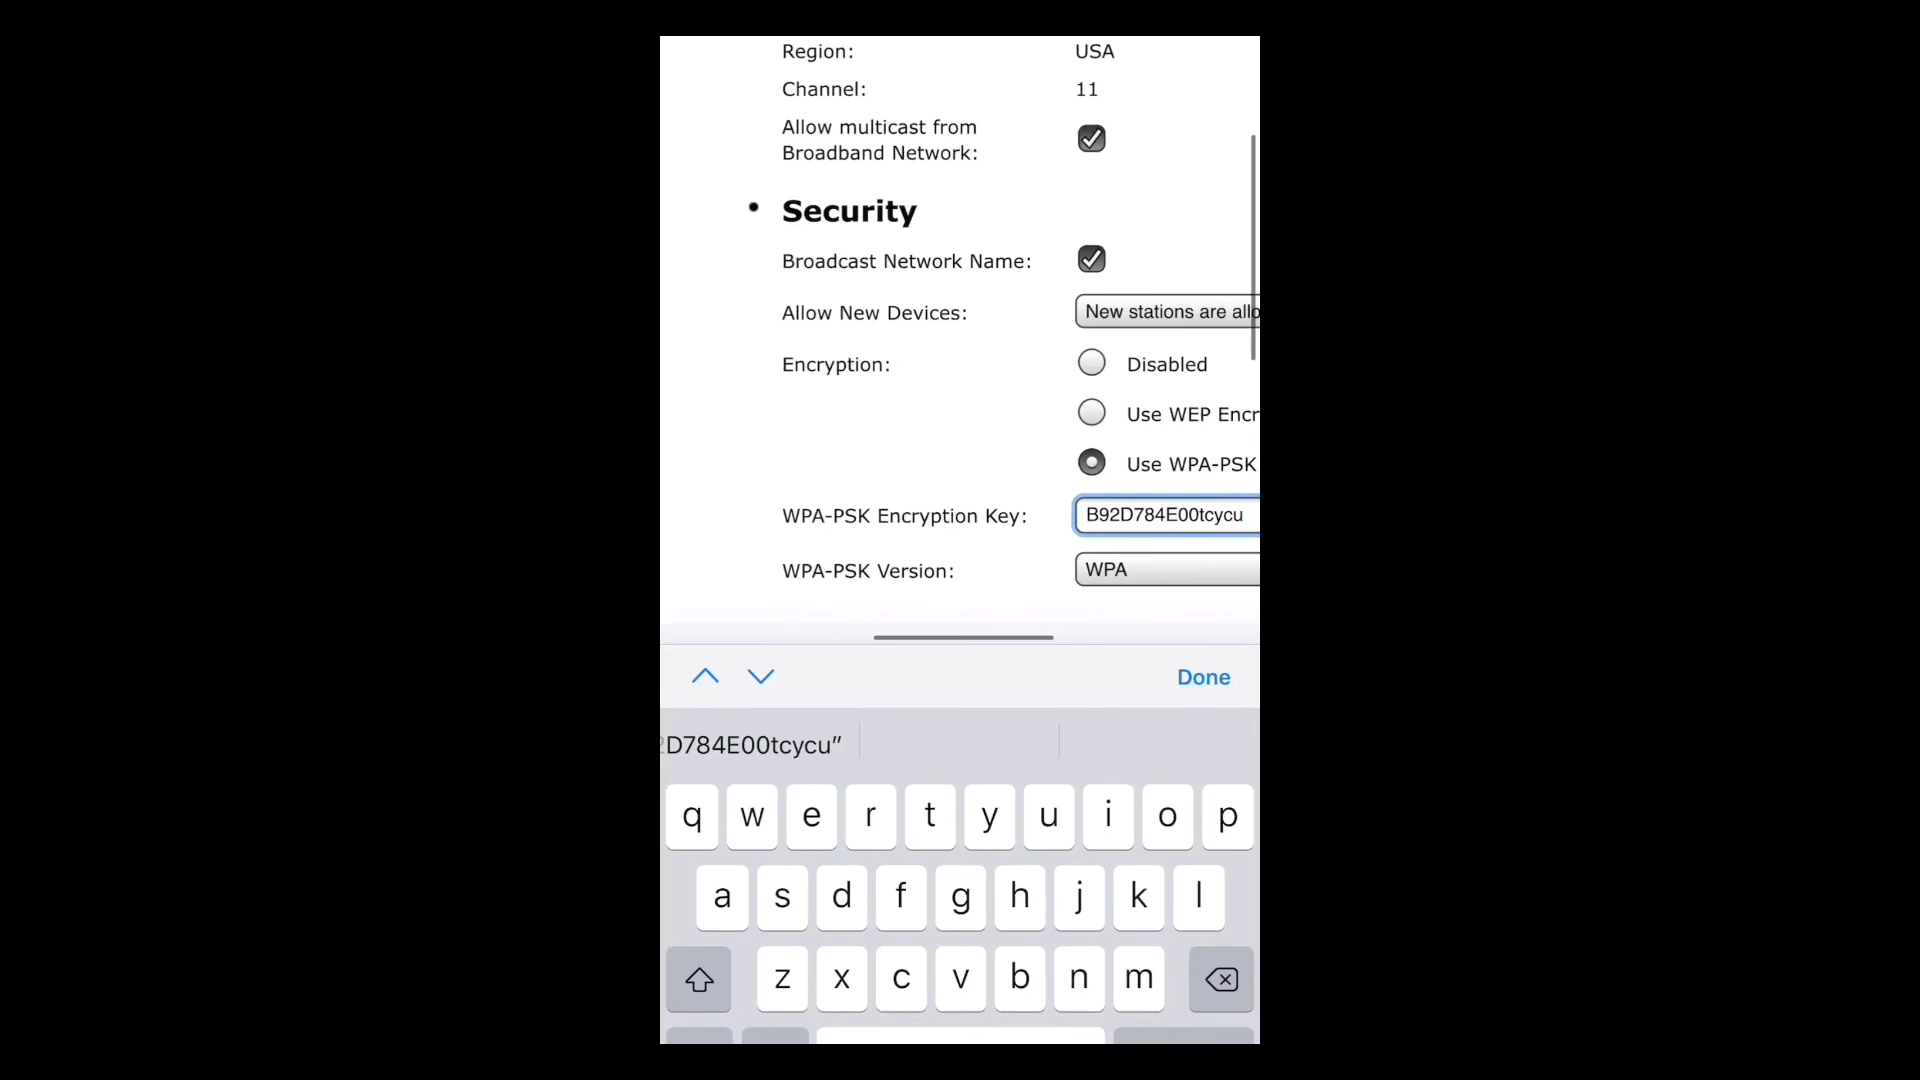 Region: USA
Channel: 11
Allow multicast from
Broadband Network:
• Security
Broadcast Network Name:
Allow New Devices: New stations are allo
Encryption: Disabled
Use WEP Encr
Use WPA-PSK
WPA-PSK Encryption Key: B92D784E00tcycu
WPA-PSK Version: WPA
Done
2D784E00tcycu”
q w e r t y u i o p
a s d f g h j k l
z x c v b n m